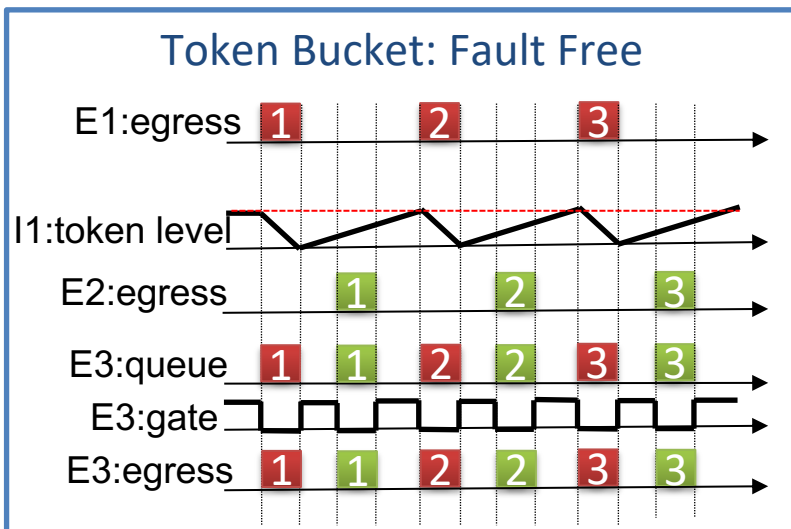 Token Bucket: Fault Free
E1:egress 1 2 3
I1:token level
E2:egress 1 2 3
E3:queue 1 1 2 2 3 3
E3:gate
E3:egress 1 1 2 2 3 3